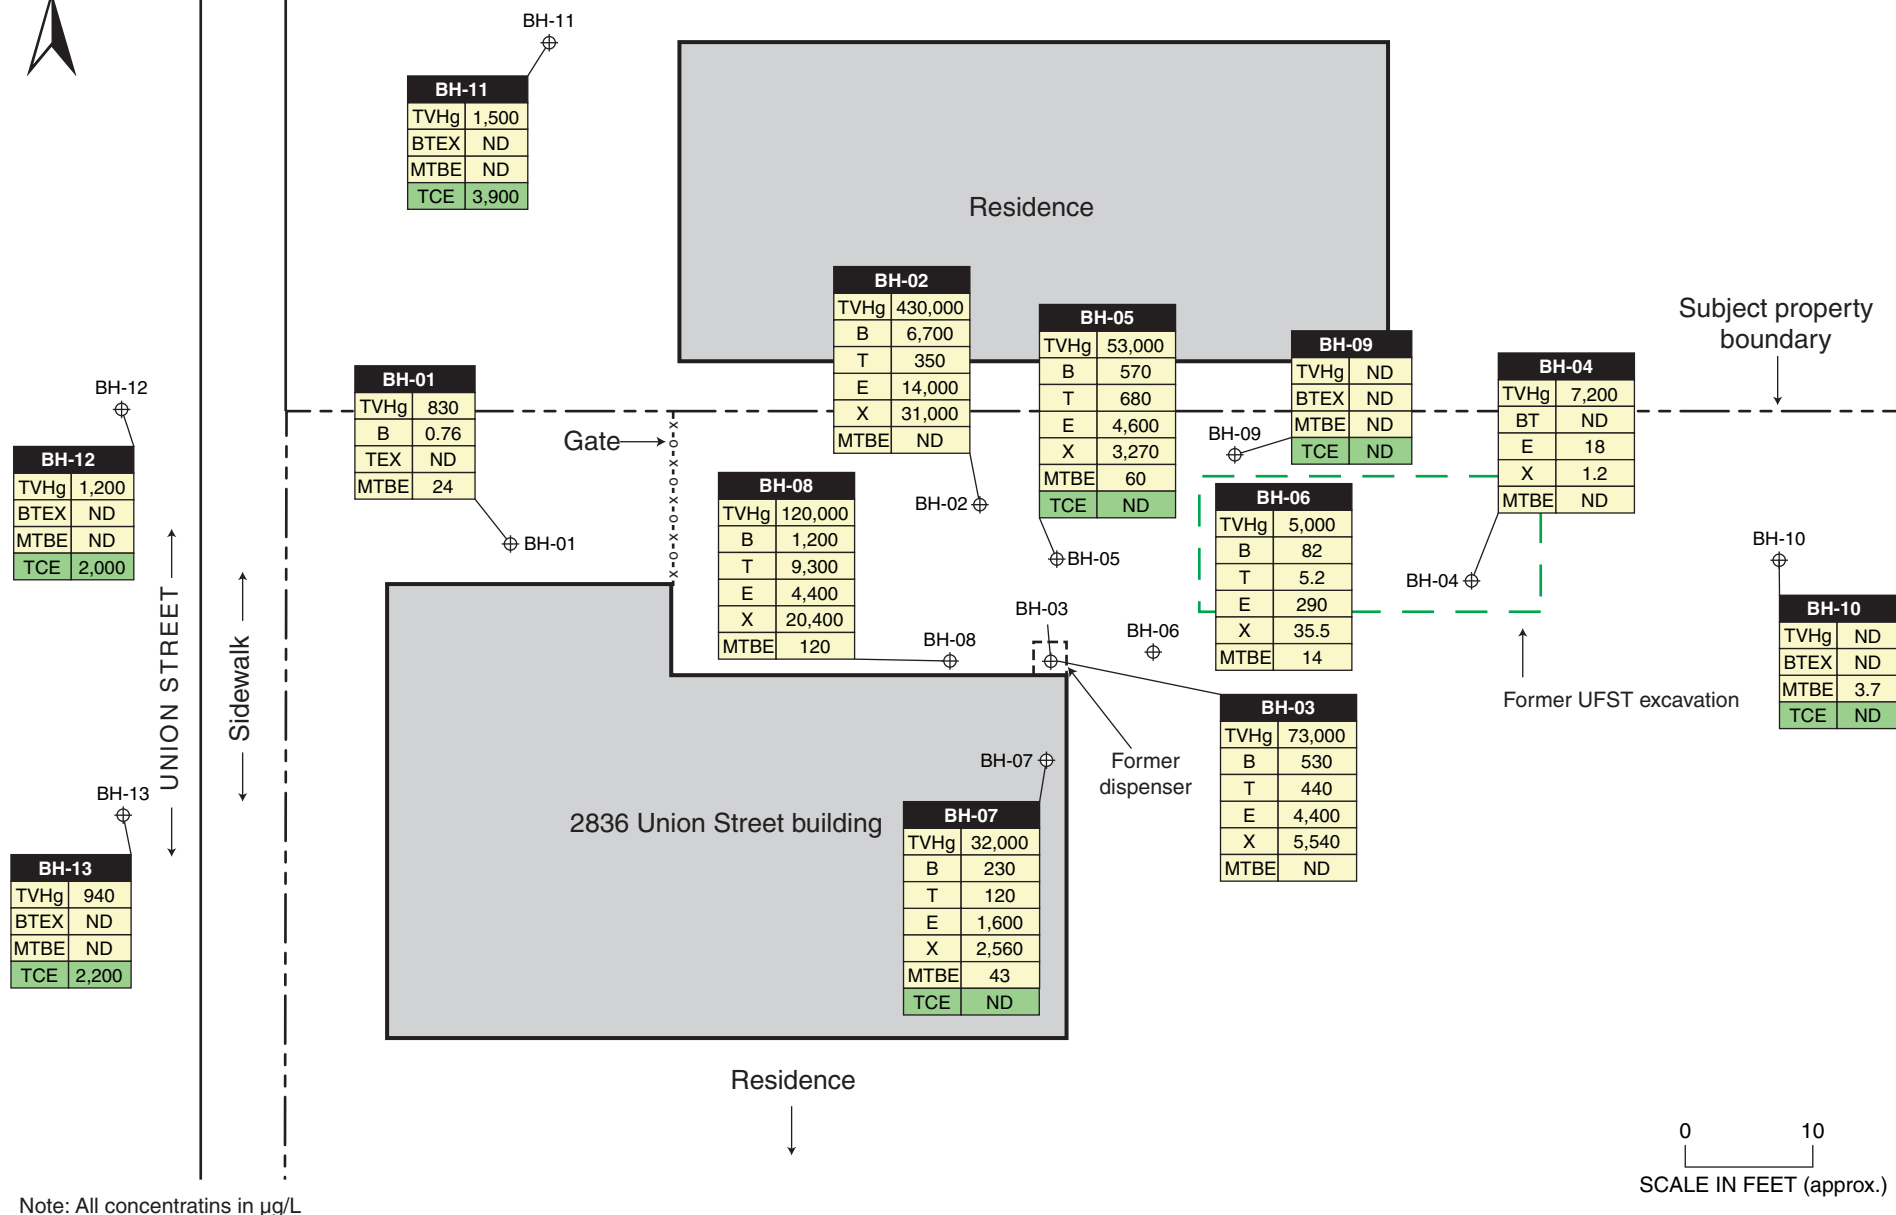 BH-11
BH-11
TVHg 1,500
BTEX ND
MTBE ND
TCE 3,900
Residence
BH-02
TVHg 430,000
B 6,700
T 350
E 14,000
X 31,000
MTBE ND
BH-05
TVHg 53,000
B 570
T 680
E 4,600
X 3,270
MTBE 60
TCE ND
BH-09
TVHg ND
BTEX ND
MTBE ND
TCE ND
BH-04
TVHg 7,200
BT ND
E 18
X 1.2
MTBE ND
Subject property
boundary
BH-12
BH-12
TVHg 1,200
BTEX ND
MTBE ND
TCE 2,000
BH-01
TVHg 830
B 0.76
TEX ND
MTBE 24
BH-01
Gate
x o x o x o x o x o x
BH-08
TVHg 120,000
B 1,200
T 9,300
E 4,400
X 20,400
MTBE 120
BH-02
BH-05
BH-09
BH-06
TVHg 5,000
B 82
T 5.2
E 290
X 35.5
MTBE 14
BH-04
BH-10
BH-10
TVHg ND
BTEX ND
MTBE 3.7
TCE ND
BH-08
BH-03
BH-06
Former UFST excavation
BH-03
TVHg 73,000
B 530
T 440
E 4,400
X 5,540
MTBE ND
Former
dispenser
UNION STREET
Sidewalk
BH-13
BH-13
TVHg 940
BTEX ND
MTBE ND
TCE 2,200
2836 Union Street building
BH-07
BH-07
TVHg 32,000
B 230
T 120
E 1,600
X 2,560
MTBE 43
TCE ND
Residence
0 10
SCALE IN FEET (approx.)
Note: All concentratins in µg/L